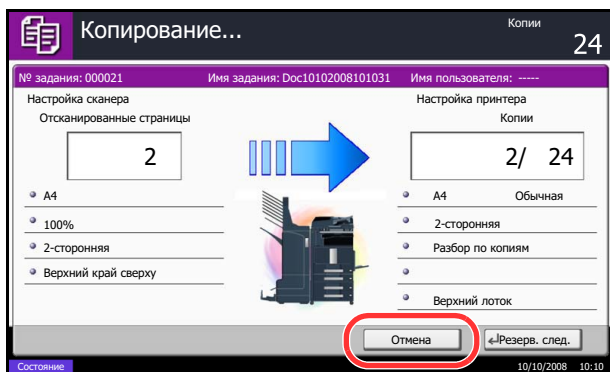 Копирование...
Копии
24
№ задания: 000021 Имя задания: Doc10102008101031 Имя пользователя: -----
Настройка сканера
Отсканированные страницы
2
A4
100%
2-сторонняя
Верхний край сверху
Настройка принтера
Копии
2/ 24
A4 Обычная
2-сторонняя
Разбор по копиям
Верхний лоток
Отмена
Резерв. след.
Состояние
10/10/2008 10:10